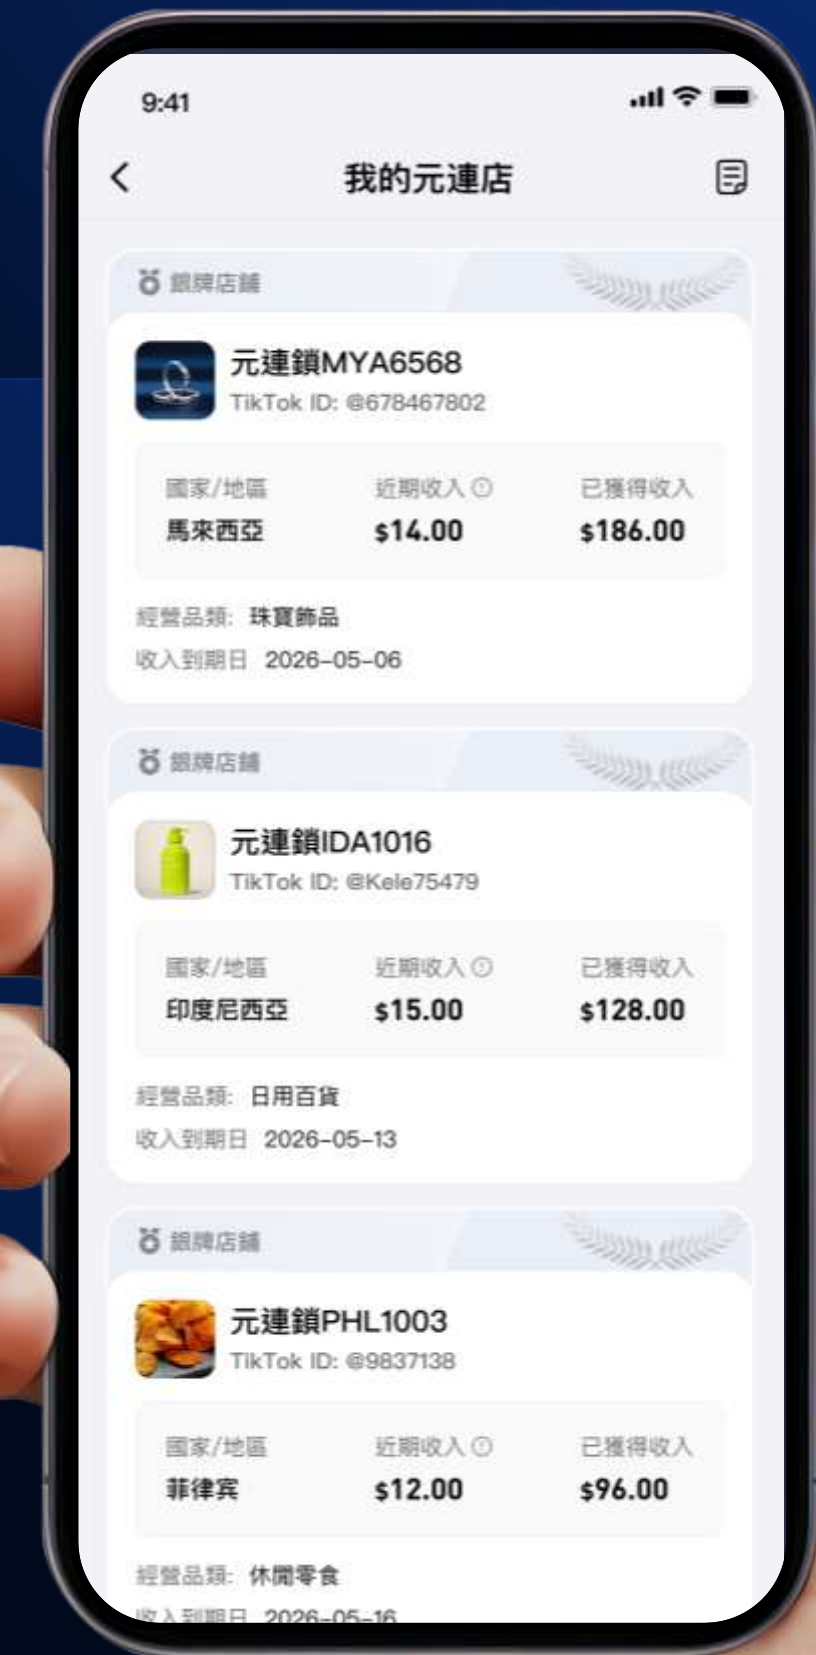 9:41
我的元連店
銀牌店鋪
元連鎖MYA6568
TikTok ID: @678467802
國家/地區 近期收入 已獲得收入
馬來西亞 $14.00 $186.00
經營品類: 珠寶飾品
收入到期日 2026-05-06
銀牌店鋪
元連鎖IDA1016
TikTok ID: @Kele75479
國家/地區 近期收入 已獲得收入
印度尼西亞 $15.00 $128.00
經營品類: 日用百貨
收入到期日 2026-05-13
銀牌店鋪
元連鎖PHL1003
TikTok ID: @9837138
國家/地區 近期收入 已獲得收入
菲律宾 $12.00 $96.00
經營品類: 休閒零食
收入到期日 2026-05-16